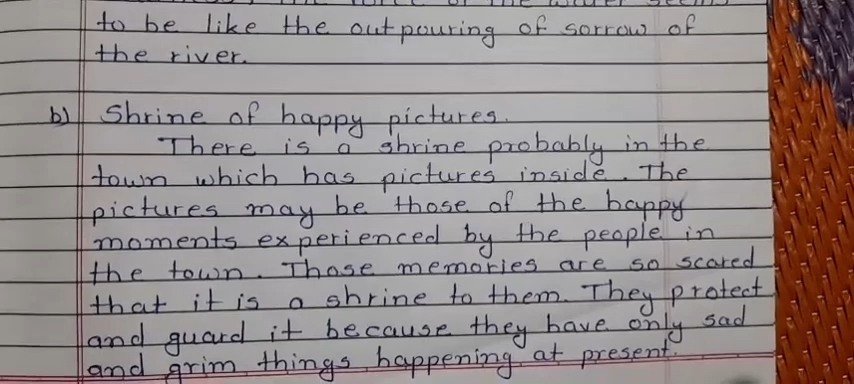 to be like the outpouring of sorrow of
the river.
b) Shrine of happy pictures.
There is a shrine probably in the
town which has pictures inside. The
pictures may be those of the happy
moments experienced by the people in
the town. Those memories are so scared
that it is a shrine to them. They protect
and guard it because they have only sad
and grim things happening at present.